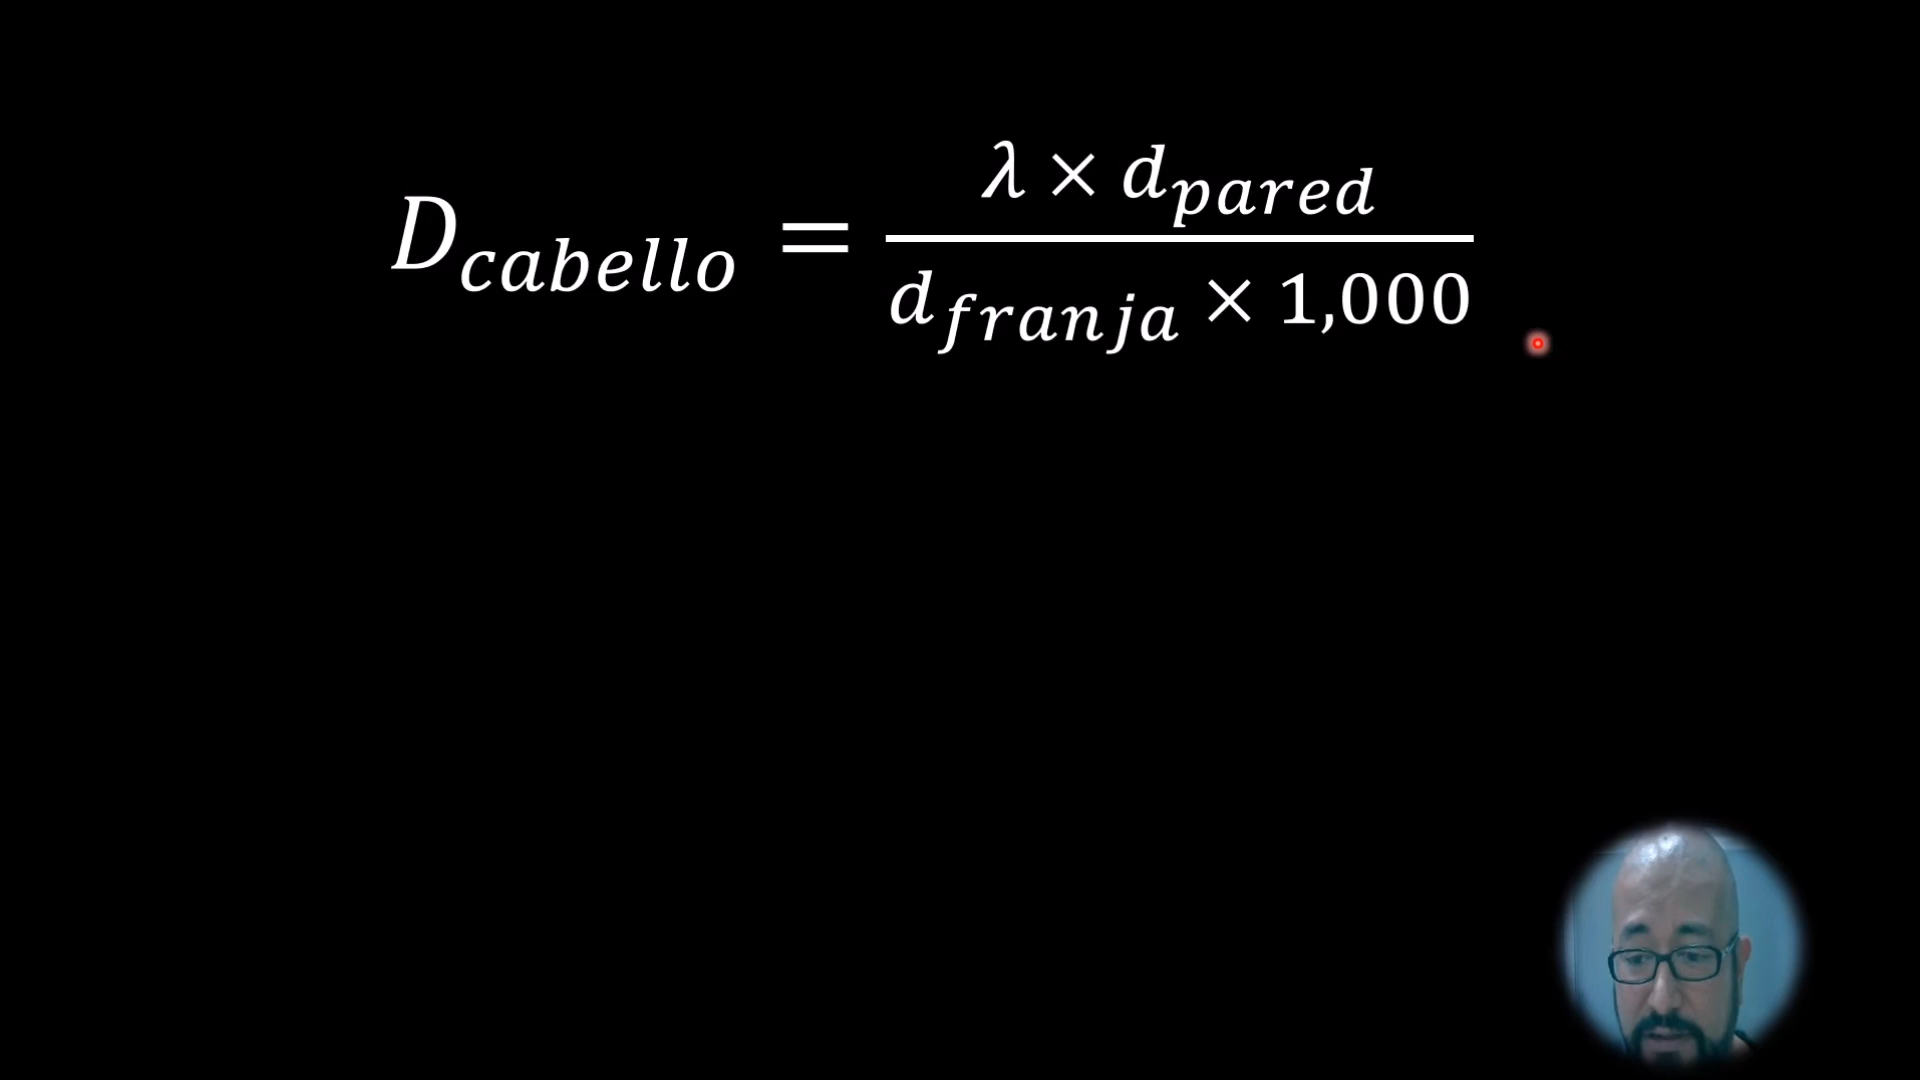 D_cabello = (λ × d_pared) / (d_franja × 1,000)